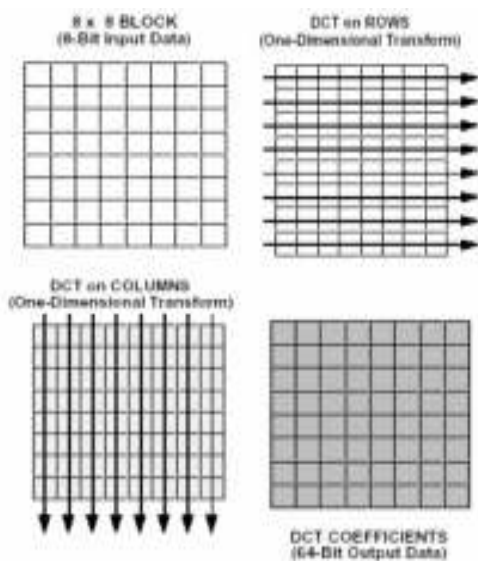 8 x 8 BLOCK
(8-Bit Input Data)
DCT on ROWS
(One-Dimensional Transform)
DCT on COLUMNS
(One-Dimensional Transform)
DCT COEFFICIENTS
(64-Bit Output Data)